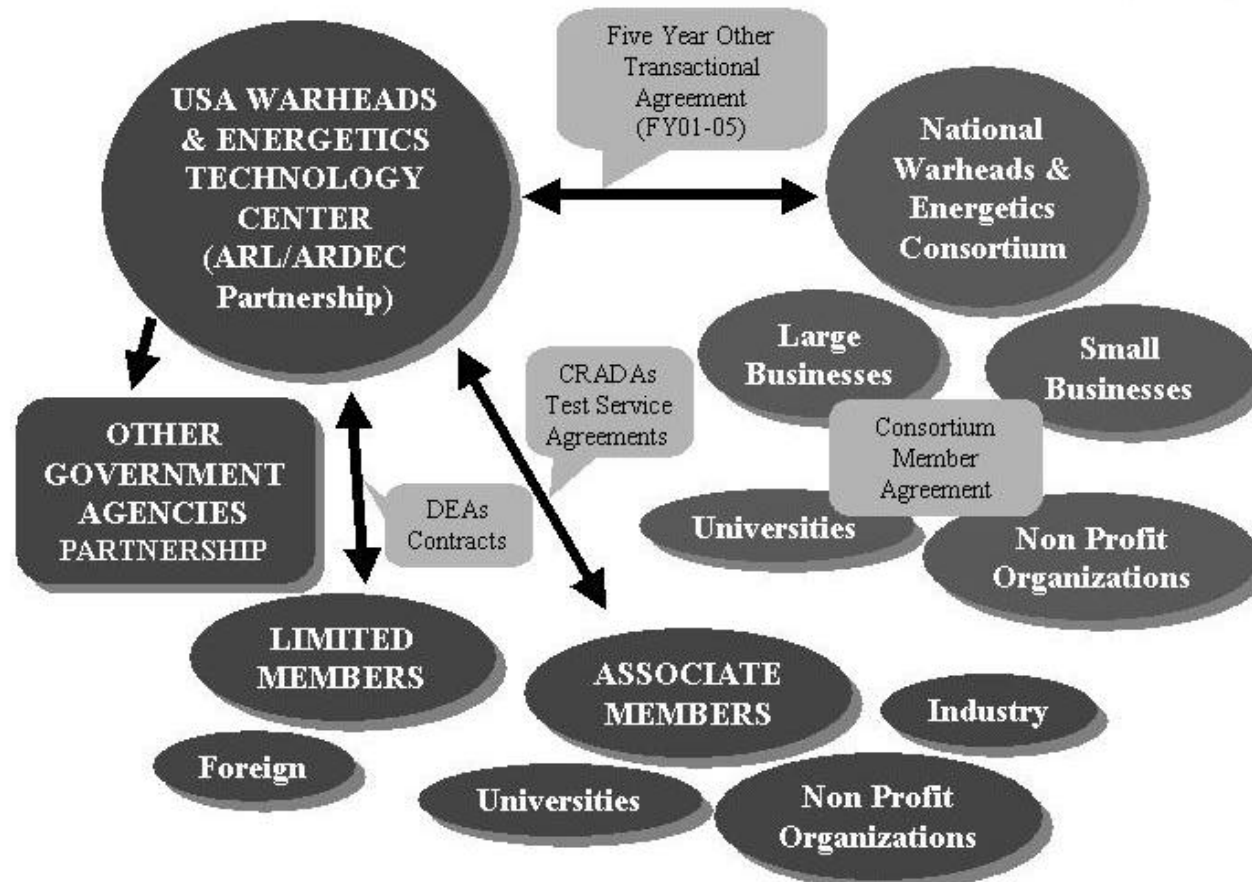 USA WARHEADS
& ENERGETICS
TECHNOLOGY
CENTER
(ARL/ARDEC
Partnership)
Five Year Other
Transactional
Agreement
(FY01-05)
National
Warheads &
Energetics
Consortium
Large
Businesses
Small
Businesses
Consortium
Member
Agreement
Universities
Non Profit
Organizations
CRADAs
Test Service
Agreements
DEAs
Contracts
OTHER
GOVERNMENT
AGENCIES
PARTNERSHIP
LIMITED
MEMBERS
Foreign
ASSOCIATE
MEMBERS
Industry
Universities
Non Profit
Organizations